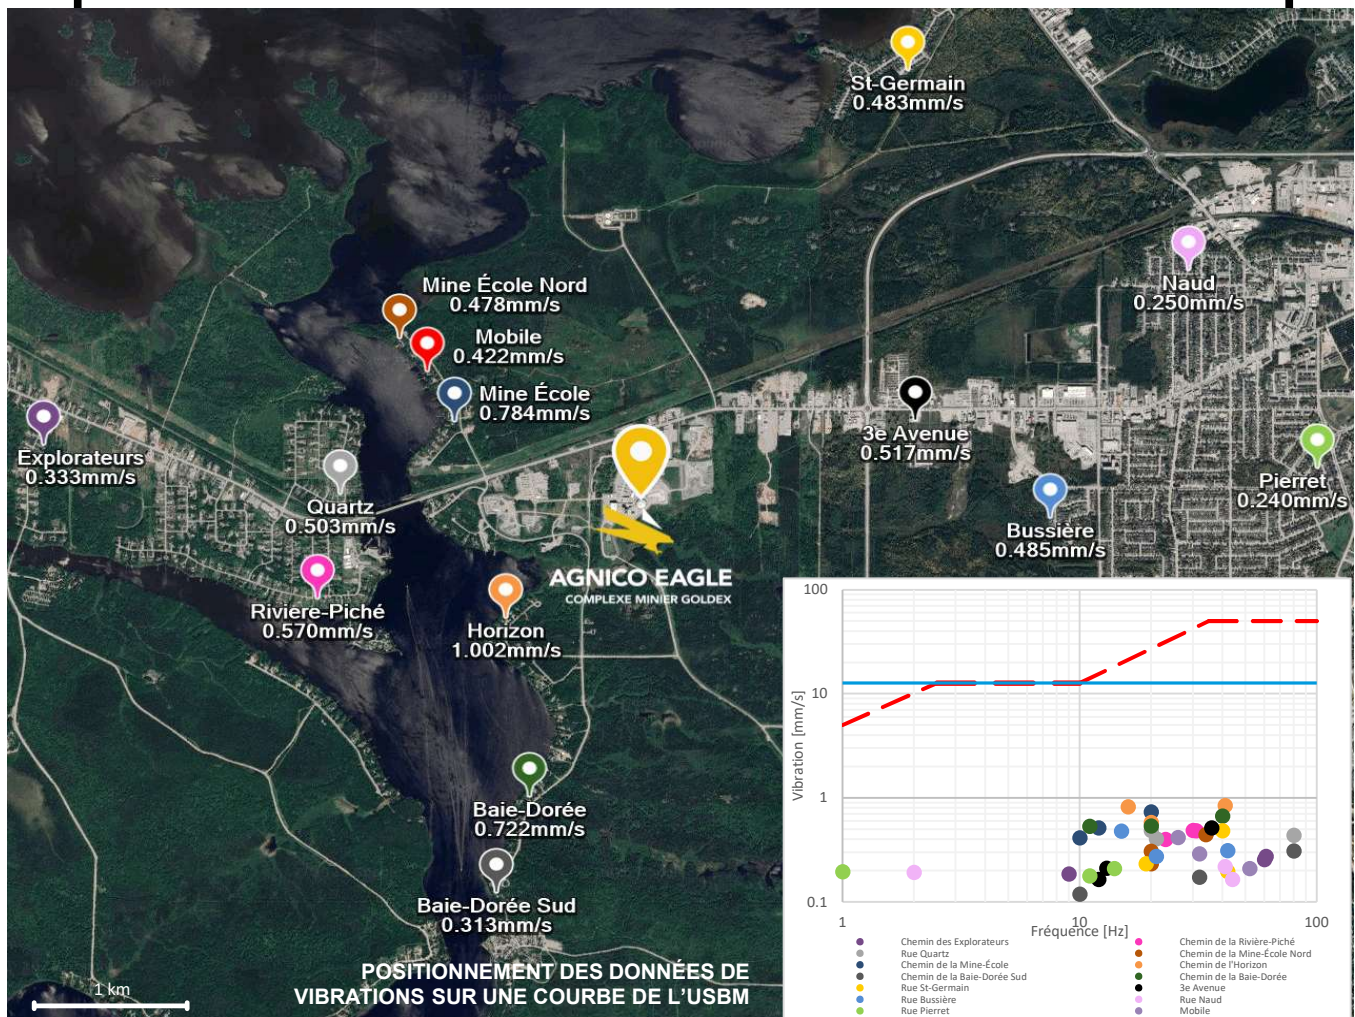 St-Germain
0.483mm/s
Naud
0.250mm/s
Mine École Nord
0.478mm/s
Mobile
0.422mm/s
Mine École
0.784mm/s
Explorateurs
0.333mm/s
Quartz
0.503mm/s
3e Avenue
0.517mm/s
Pierret
0.240mm/s
Bussière
0.485mm/s
AGNICO EAGLE
COMPLEXE MINIER GOLDEX
Riviere-Piché
0.570mm/s
Horizon
1.002mm/s
Baie-Dorée
0.722mm/s
Baie-Dorée Sud
0.313mm/s
POSITIONNEMENT DES DONNÉES DE
VIBRATIONS SUR UNE COURBE DE L'USBM
1 km
100
10
1
0.1
Vibration [mm/s]
1
10
100
Fréquence [Hz]
Chemin des Explorateurs
Chemin de la Rivière-Piché
Rue Quartz
Chemin de la Mine-École Nord
Chemin de la Mine-École
Chemin de l'Horizon
Chemin de la Baie-Dorée Sud
Chemin de la Baie-Dorée
Rue St-Germain
3e Avenue
Rue Bussière
Rue Naud
Rue Pierret
Mobile